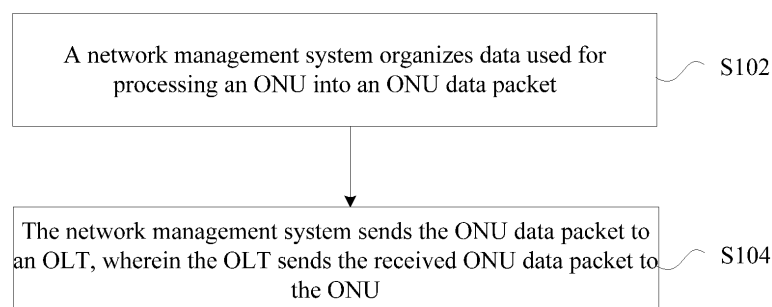 A network management system organizes data used for
processing an ONU into an ONU data packet
S102
The network management system sends the ONU data packet to
an OLT, wherein the OLT sends the received ONU data packet to
the ONU
S104